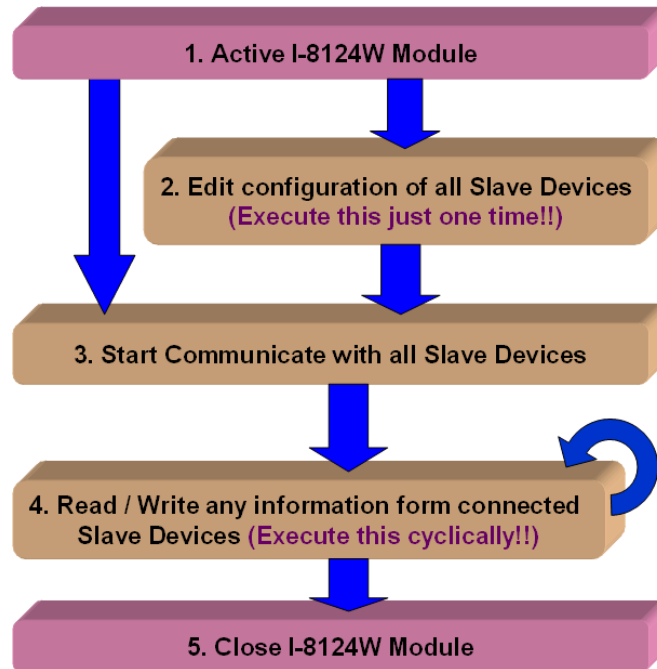 1. Active I-8124W Module
2. Edit configuration of all Slave Devices
(Execute this just one time!!)
3. Start Communicate with all Slave Devices
4. Read / Write any information form connected
Slave Devices (Execute this cyclically!!)
5. Close I-8124W Module